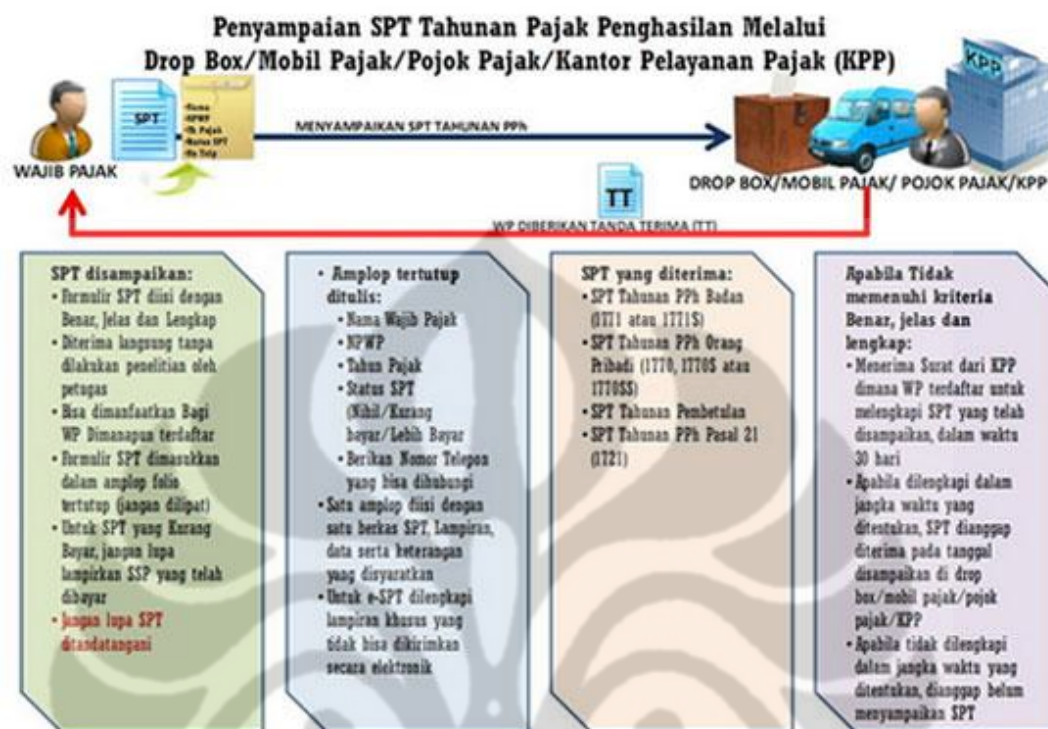 Penyampaian SPT Tahunan Pajak Penghasilan Melalui
Drop Box/Mobil Pajak/Pojok Pajak/Kantor Pelayanan Pajak (KPP)
SPT
•Nama
•NPWP
•Th Pajak
•Status SPT
•No Telp
MENYAMPAIKAN SPT TAHUNAN PPh
KPP
WAJIB PAJAK
DROP BOX/MOBIL PAJAK/ POJOK PAJAK/KPP
TT
WP DIBERIKAN TANDA TERIMA (TT)
SPT disampaikan:
• Formulir SPT diisi dengan
Benar, Jelas dan Lengkap
• Diterima langsung tanpa
dilakukan penelitian oleh
petugas
• Bisa dimanfaatkan Bagi
WP Dimanapun terdaftar
• Formulir SPT dimasukkan
dalam amplop folio
tertutup (jangan dilipat)
• Untuk SPT yang Kurang
Bayar, jangan lupa
lampirkan SSP yang telah
dibayar
• Jangan lupa SPT
ditandatangani
• Amplop tertutup
ditulis:
• Nama Wajib Pajak
• NPWP
• Tahun Pajak
• Status SPT
(Nihil/Kurang
bayar/Lebih Bayar
• Berikan Nomor Telepon
yang bisa dihubungi
• Satu amplop diisi dengan
satu berkas SPT, Lampiran,
data serta keterangan
yang disyaratkan
• Untuk e-SPT dilengkapi
lampiran khusus yang
tidak bisa dikirimkan
secara elektronik
SPT yang diterima:
• SPT Tahunan PPh Badan
(1771 atau 1771$)
• SPT Tahunan PPh Orang
Pribadi (1770, 1770S atau
1770SS)
• SPT Tahunan Pembetulan
• SPT Tahunan PPh Pasal 21
(1721)
Apabila Tidak
memenuhi kriteria
Benar, jelas dan
lengkap:
• Menerima Surat dari KPP
dimana WP terdaftar untuk
melengkapi SPT yang telah
disampaikan, dalam waktu
30 hari
• Apabila dilengkapi dalam
jangka waktu yang
ditentukan, SPT dianggap
diterima pada tanggal
disampaikan di drop
box/mobil pajak/pojok
pajak/KPP
• Apabila tidak dilengkapi
dalam jangka waktu yang
ditentukan, dianggap belum
menyampaikan SPT